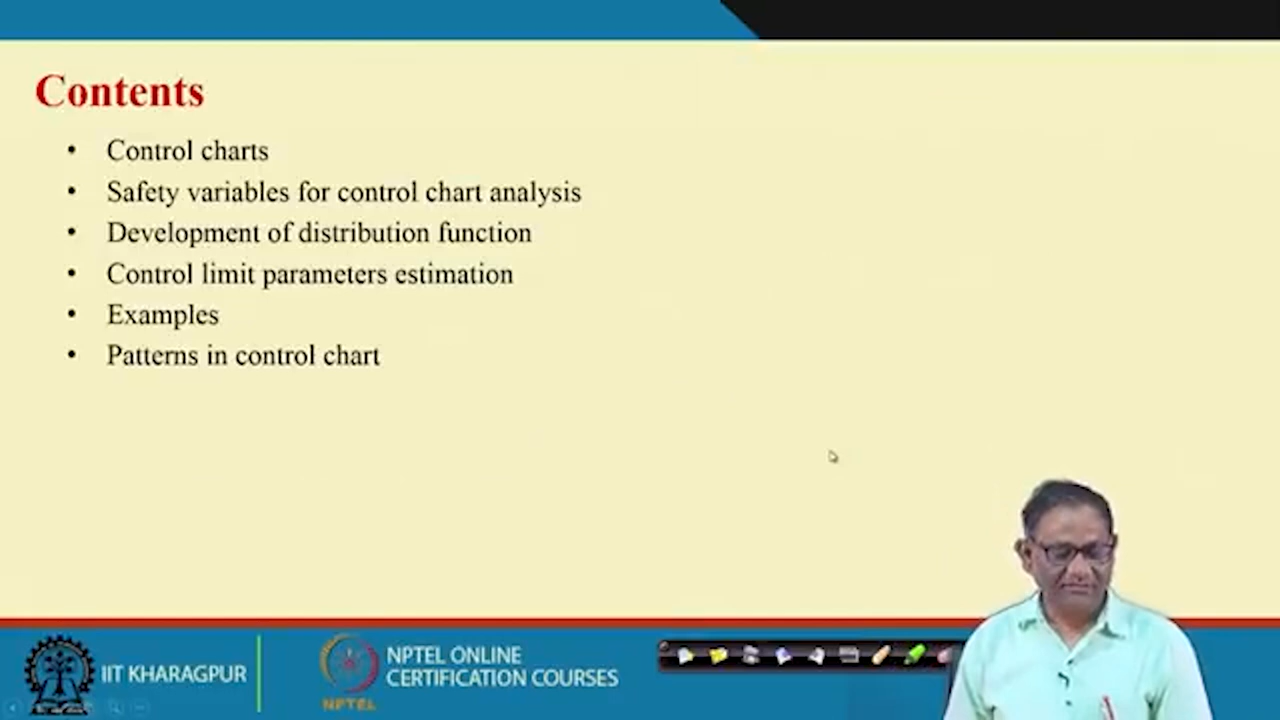 Contents
• Control charts
• Safety variables for control chart analysis
• Development of distribution function
• Control limit parameters estimation
• Examples
• Patterns in control chart
IIT KHARAGPUR
NPTEL ONLINE
CERTIFICATION COURSES
NPTEL